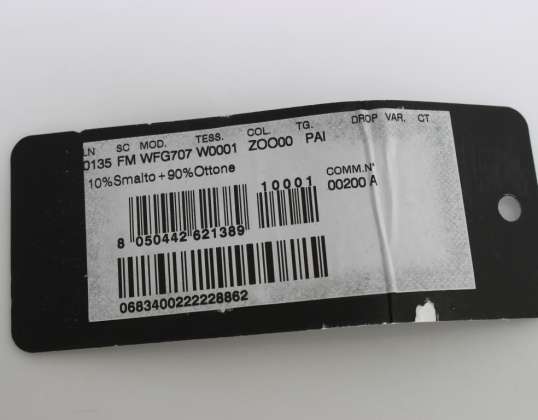 LN SC MOD. TESS. COL. TG. DROP VAR. CT
0135 FM WFG707 W0001 ZOO00 PAI
10%Smalto+90%Ottone
COMM.N°
00200 A
10001
8 050442 621389
0683400222228862